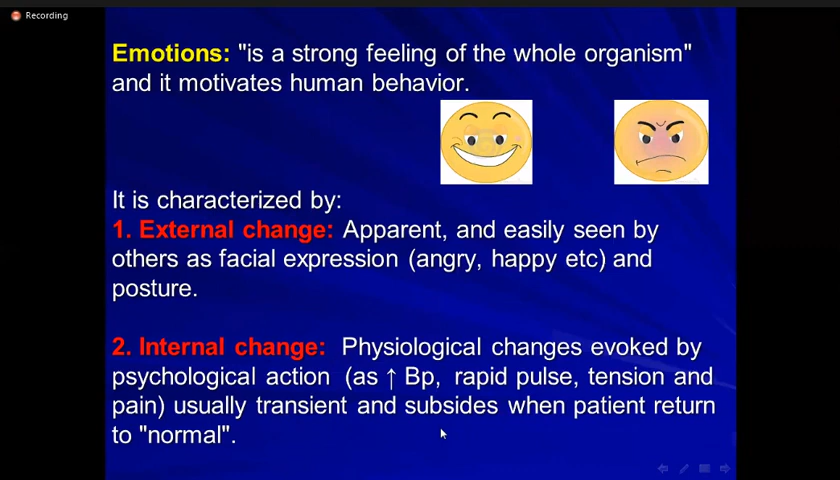 Recording
Emotions: "is a strong feeling of the whole organism"
and it motivates human behavior.
It is characterized by:
1. External change: Apparent, and easily seen by
others as facial expression (angry, happy etc) and
posture.
2. Internal change: Physiological changes evoked by
psychological action (as ↑ Bp, rapid pulse, tension and
pain) usually transient and subsides when patient return
to "normal".